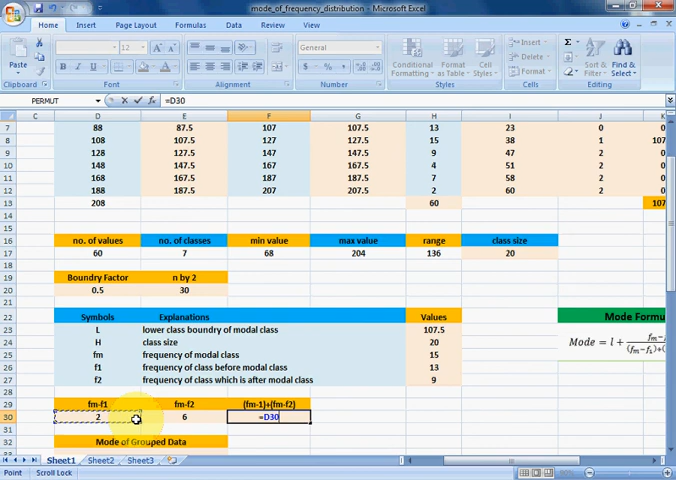 mode_of_frequency_distribution - Microsoft Excel
Home Insert Page Layout Formulas Data Review View
Paste
Clipboard
12
B I U
Font
Alignment
General
$ % ,
Number
Conditional Formatting
Format as Table
Cell Styles
Styles
Insert
Delete
Format
Cells
Sort & Filter
Find & Select
Editing
PERMUT =D30
C D E F G H I J K
7 88 87.5 107 107.5 13 23 0 0
8 108 107.5 127 127.5 15 38 1 107
9 128 127.5 147 147.5 9 47 2 0
10 148 147.5 167 167.5 4 51 2 0
11 168 167.5 187 187.5 7 58 2 0
12 188 187.5 207 207.5 2 60 2 0
13 208 60 107
14
15
16 no. of values no. of classes min value max value range class size
17 60 7 68 204 136 20
18
19 Boundry Factor n by 2
20 0.5 30
21
22 Symbols Explanations Values Mode Formu
23 L lower class boundry of modal class 107.5
24 H class size 20
25 fm frequency of modal class 15
26 f1 frequency of class before modal class 13
27 f2 frequency of class which is after modal class 9
28
29 fm-f1 fm-f2 (fm-1)+(fm-f2)
30 2 6 =D30
31
32 Mode of Grouped Data
Sheet1 Sheet2 Sheet3
Point Scroll Lock